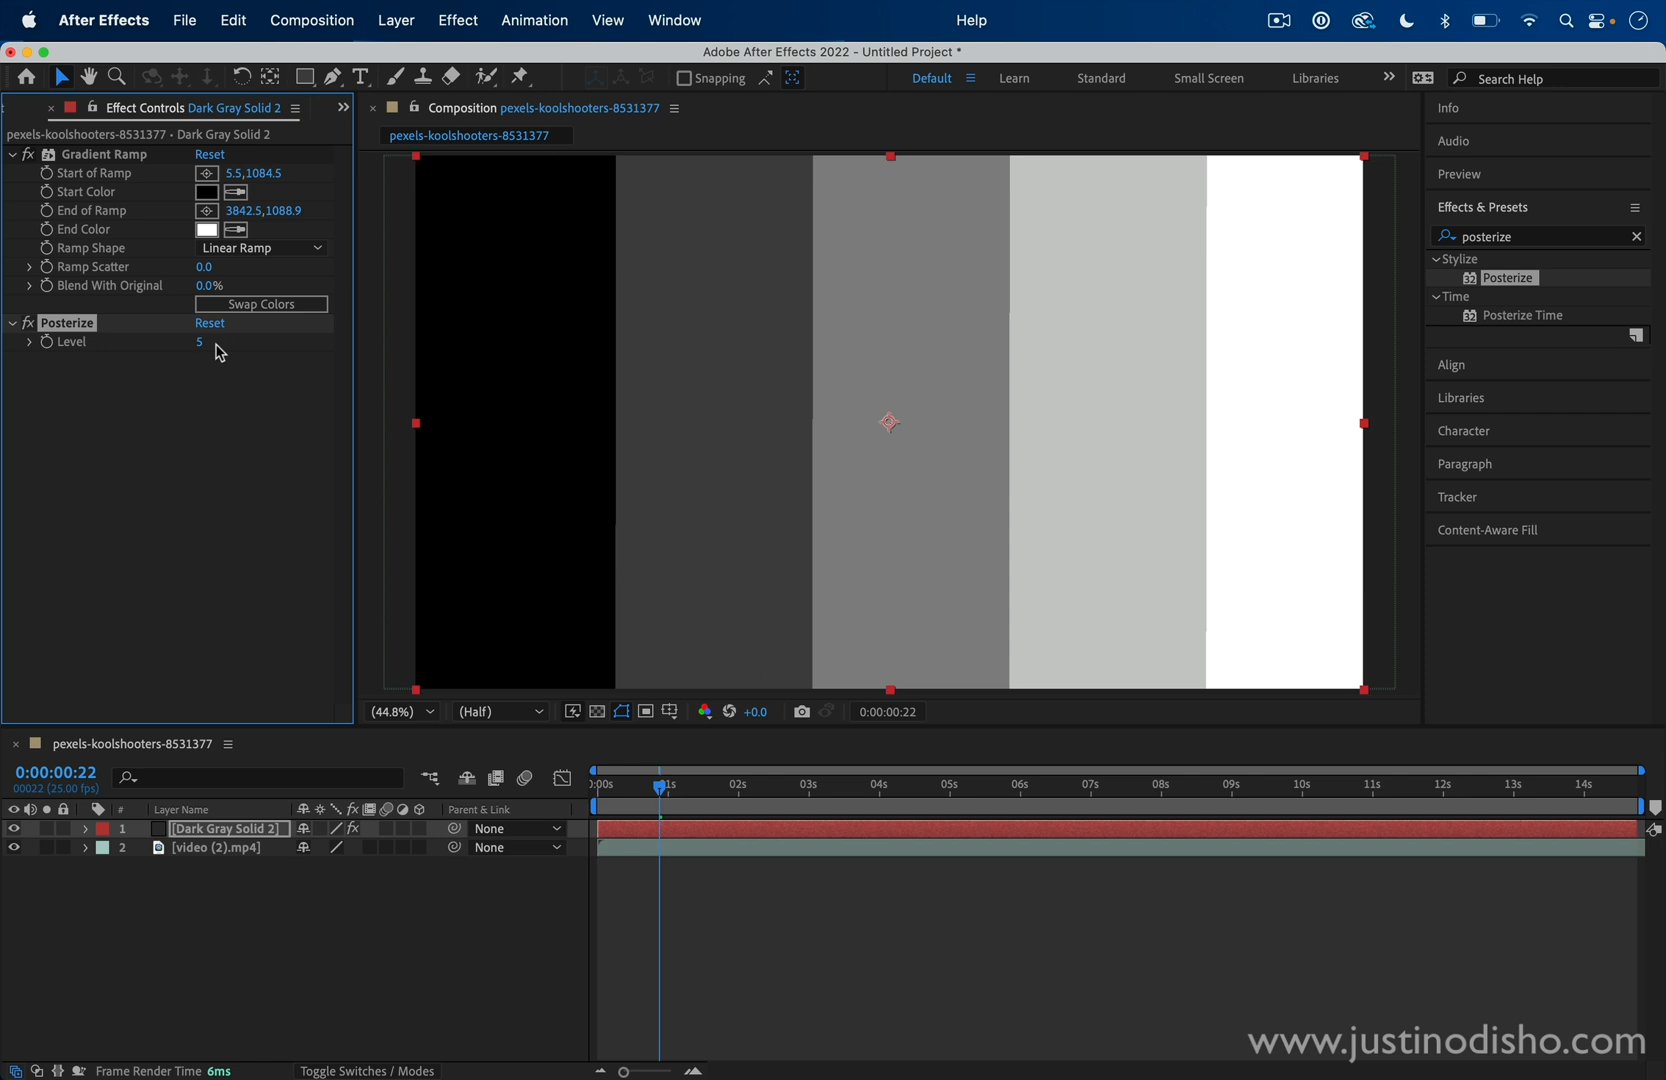 After Effects File Edit Composition Layer Effect Animation View Window Help
Adobe After Effects 2022 - Untitled Project *
Snapping Default Learn Standard Small Screen Libraries Search Help
Effect Controls Dark Gray Solid 2
Composition pexels-koolshooters-8531377
Info
pexels-koolshooters-8531377 • Dark Gray Solid 2
pexels-koolshooters-8531377
Audio
fx Gradient Ramp Reset
Start of Ramp 5.5,1084.5
Preview
Start Color
End of Ramp 3842.5,1088.9
Effects & Presets
End Color
posterize
Ramp Shape Linear Ramp
Stylize
Ramp Scatter 0.0
32 Posterize
Blend With Original 0.0%
Time
Swap Colors
32 Posterize Time
fx Posterize Reset
Level 5
Align
Libraries
Character
Paragraph
Tracker
Content-Aware Fill
(44.8%) (Half) +0.0 0:00:00:22
pexels-koolshooters-8531377
0:00:00:22
00022 (25.00 fps)
):00s 1s 02s 03s 04s 05s 06s 07s 08s 09s 10s 11s 12s 13s 14s
# Layer Name fx Parent & Link
1 [Dark Gray Solid 2] fx None
2 [video (2).mp4] None
www.justinodisho.com
Frame Render Time 6ms Toggle Switches / Modes